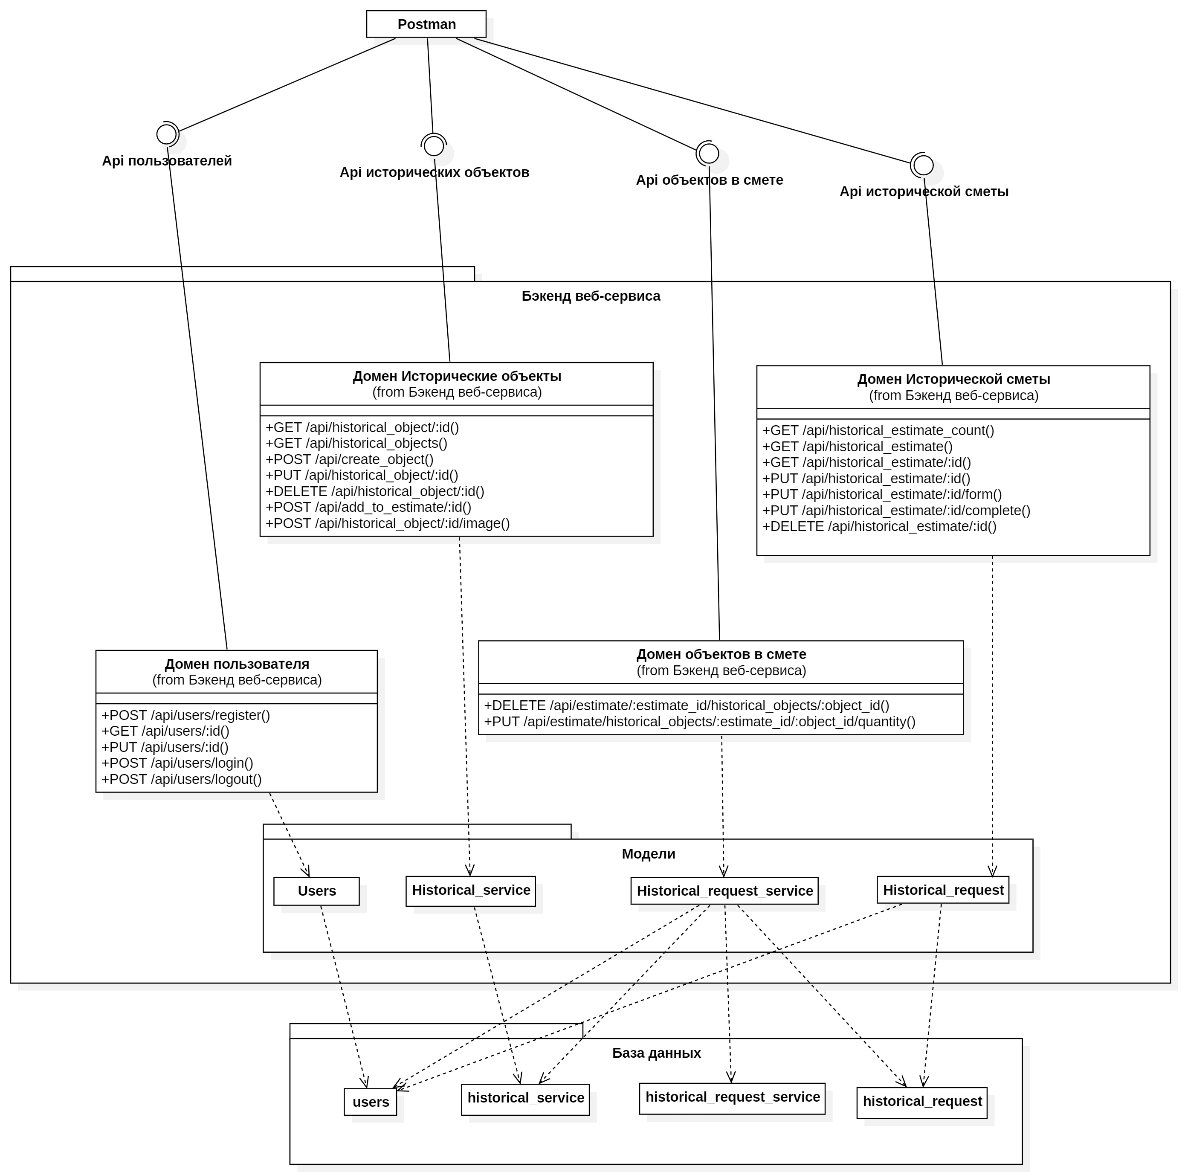 Postman
Api пользователей
Api исторических объектов
Api объектов в смете
Api исторической сметы
Бэкенд веб-сервиса
Домен Исторические объекты
(from Бэкенд веб-сервиса)
+GET /api/historical_object/:id()
+GET /api/historical_objects()
+POST /api/create_object()
+PUT /api/historical_object/:id()
+DELETE /api/historical_object/:id()
+POST /api/add_to_estimate/:id()
+POST /api/historical_object/:id/image()
Домен Исторической сметы
(from Бэкенд веб-сервиса)
+GET /api/historical_estimate_count()
+GET /api/historical_estimate()
+GET /api/historical_estimate/:id()
+PUT /api/historical_estimate/:id()
+PUT /api/historical_estimate/:id/form()
+PUT /api/historical_estimate/:id/complete()
+DELETE /api/historical_estimate/:id()
Домен пользователя
(from Бэкенд веб-сервиса)
+POST /api/users/register()
+GET /api/users/:id()
+PUT /api/users/:id()
+POST /api/users/login()
+POST /api/users/logout()
Домен объектов в смете
(from Бэкенд веб-сервиса)
+DELETE /api/estimate/:estimate_id/historical_objects/:object_id()
+PUT /api/estimate/historical_objects/:estimate_id/:object_id/quantity()
Модели
Users
Historical_service
Historical_request_service
Historical_request
База данных
users
historical_service
historical_request_service
historical_request